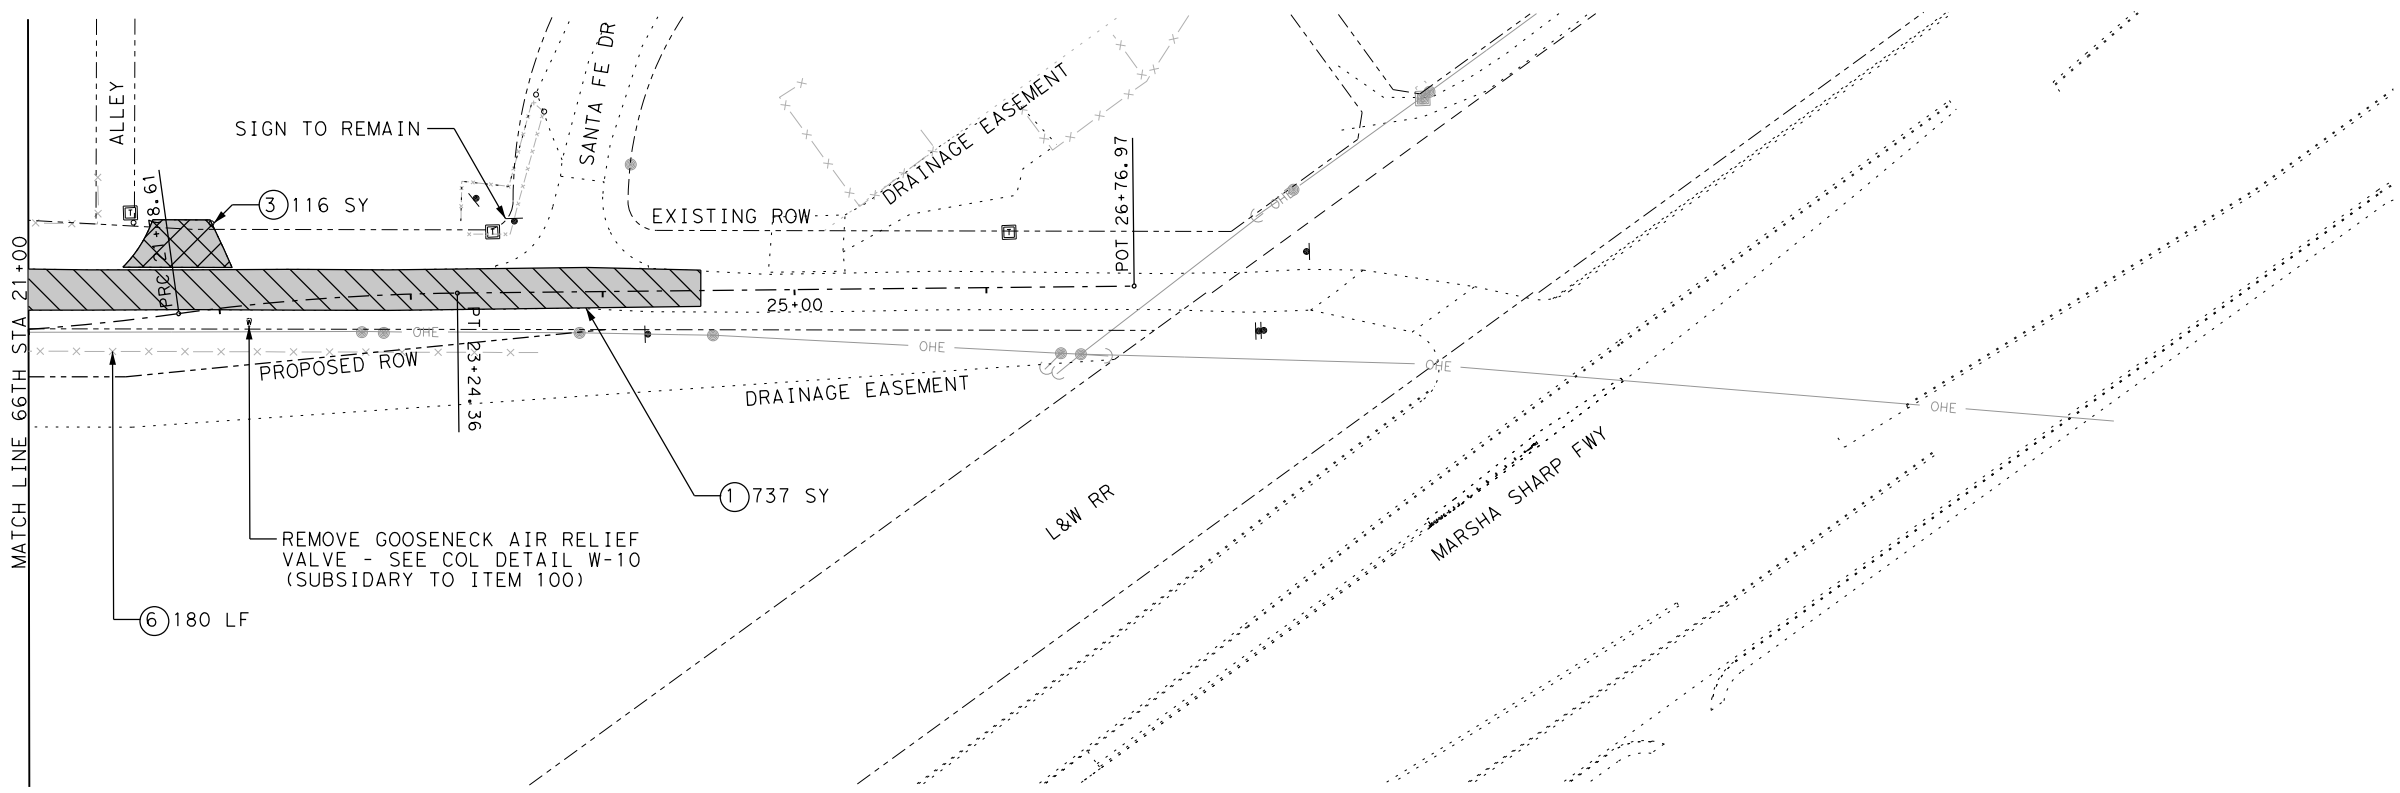 ALLEY
SANTA FE DR
SIGN TO REMAIN
DRAINAGE EASEMENT
3 116 SY
T
T
T
EXISTING ROW
POT 26+76.97
OHE
MATCH LINE 66TH STA 21+00
25+00
OHE
PT 23+24.36
OHE
PROPOSED ROW
DRAINAGE EASEMENT
OHE
OHE
1 737 SY
L&W RR
MARSHA SHARP FWY
REMOVE GOOSENECK AIR RELIEF
VALVE - SEE COL DETAIL W-10
(SUBSIDARY TO ITEM 100)
6 180 LF